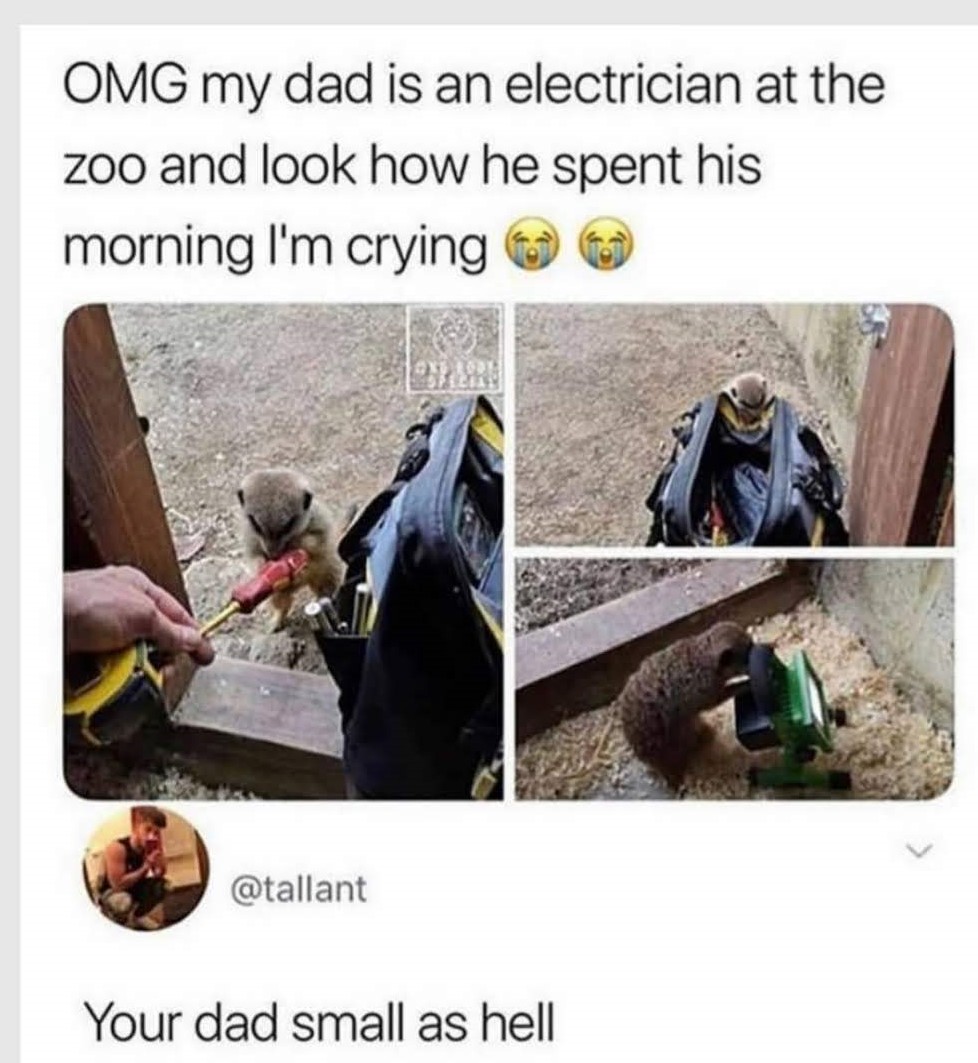 OMG my dad is an electrician at the
zoo and look how he spent his
morning I'm crying 😭 😭
@tallant
Your dad small as hell